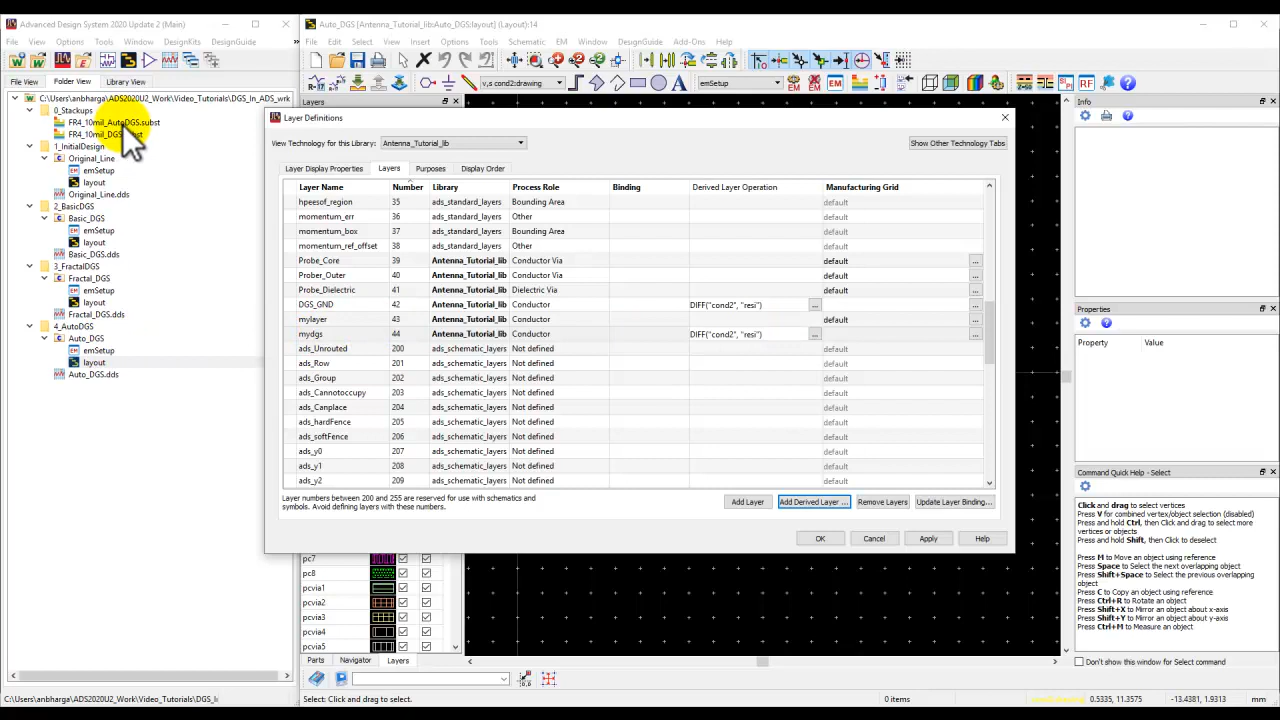 Advanced Design System 2020 Update 2 (Main)
File View Options Tools Window DesignKits DesignGuide »
File View Folder View Library View
C:\Users\anbharga\ADS2020U2_Work\Video_Tutorials\DGS_In_ADS_wrk
0_Stackups
FR4_10mil_AutoDGS.subst
1_InitialDesign
Original_Line
emSetup
layout
Original_Line.dds
2_BasicDGS
Basic_DGS
emSetup
layout
Basic_DGS.dds
3_FractalDGS
Fractal_DGS
emSetup
layout
Fractal_DGS.dds
4_AutoDGS
Auto_DGS
emSetup
layout
Auto_DGS.dds
C:\Users\anbharga\ADS2020U2_Work\Video_Tutorials\DGS_I
Auto_DGS [Antenna_Tutorial_lib:Auto_DGS:layout] (Layout):14
File Edit Select View Insert Options Tools Schematic EM Window DesignGuide Add-Ons Help
v,s cond2:drawing
emSetup
EM
RF
Layers
Layer Definitions
View Technology for this Library: Antenna_Tutorial_lib
Show Other Technology Tabs
Layer Display Properties Layers Purposes Display Order
Layer Name Number Library Process Role Binding Derived Layer Operation Manufacturing Grid
hpeesof_region 35 ads_standard_layers Bounding Area default
momentum_err 36 ads_standard_layers Other default
momentum_box 37 ads_standard_layers Bounding Area default
momentum_ref_offset 38 ads_standard_layers Other default
Probe_Core 39 Antenna_Tutorial_lib Conductor Via default ...
Prober_Outer 40 Antenna_Tutorial_lib Conductor Via default ...
Probe_Dielectric 41 Antenna_Tutorial_lib Dielectric Via default ...
DGS_GND 42 Antenna_Tutorial_lib Conductor DIFF("cond2", "resi") ... ...
mylayer 43 Antenna_Tutorial_lib Conductor default ...
mydgs 44 Antenna_Tutorial_lib Conductor DIFF("cond2", "resi") ... ...
ads_Unrouted 200 ads_schematic_layers Not defined default
ads_Row 201 ads_schematic_layers Not defined default
ads_Group 202 ads_schematic_layers Not defined default
ads_Cannotoccupy 203 ads_schematic_layers Not defined default
ads_Canplace 204 ads_schematic_layers Not defined default
ads_hardFence 205 ads_schematic_layers Not defined default
ads_softFence 206 ads_schematic_layers Not defined default
ads_y0 207 ads_schematic_layers Not defined default
ads_y1 208 ads_schematic_layers Not defined default
ads_y2 209 ads_schematic_layers Not defined default
Layer numbers between 200 and 255 are reserved for use with schematics and
symbols. Avoid defining layers with these numbers.
Add Layer Add Derived Layer ... Remove Layers Update Layer Binding...
OK Cancel Apply Help
pc7
pc8
pcvia1
pcvia2
pcvia3
pcvia4
pcvia5
Parts Navigator Layers
Select: Click and drag to select.
0 items
0.5335, 11.3575 -13.4381, 1.9313 mm
Info
Properties
Property Value
Command Quick Help - Select
Click and drag to select vertices
Press V for combined vertex/object selection (disabled)
Press and hold Ctrl, then Click and drag to select more
vertices or objects
Press and hold Shift, then Click to deselect
Press M to Move an object using reference
Press Space to Select the next overlapping object
Press Shift+Space to Select the previous overlapping
object
Press C to Copy an object using reference
Press Ctrl+R to Rotate an object
Press Shift+X to Mirror an object about x-axis
Press Shift+Y to Mirror an object about y-axis
Press Ctrl+M to Measure an object
Don't show this window for Select command